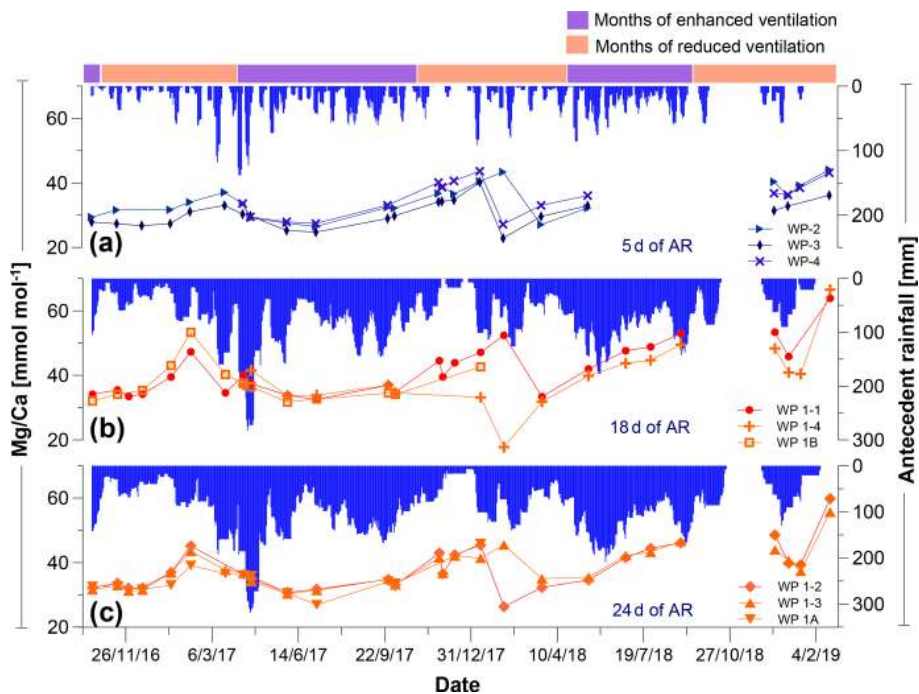 Months of enhanced ventilation
Months of reduced ventilation
Mg/Ca [mmol mol-1]
Antecedent rainfall [mm]
60
40
20
0
100
200
(a)
5 d of AR
WP-2
WP-3
WP-4
60
40
20
0
100
200
300
(b)
18 d of AR
WP 1-1
WP 1-4
WP 1B
60
40
20
0
100
200
300
(c)
24 d of AR
WP 1-2
WP 1-3
WP 1A
26/11/16 6/3/17 14/6/17 22/9/17 31/12/17 10/4/18 19/7/18 27/10/18 4/2/19
Date